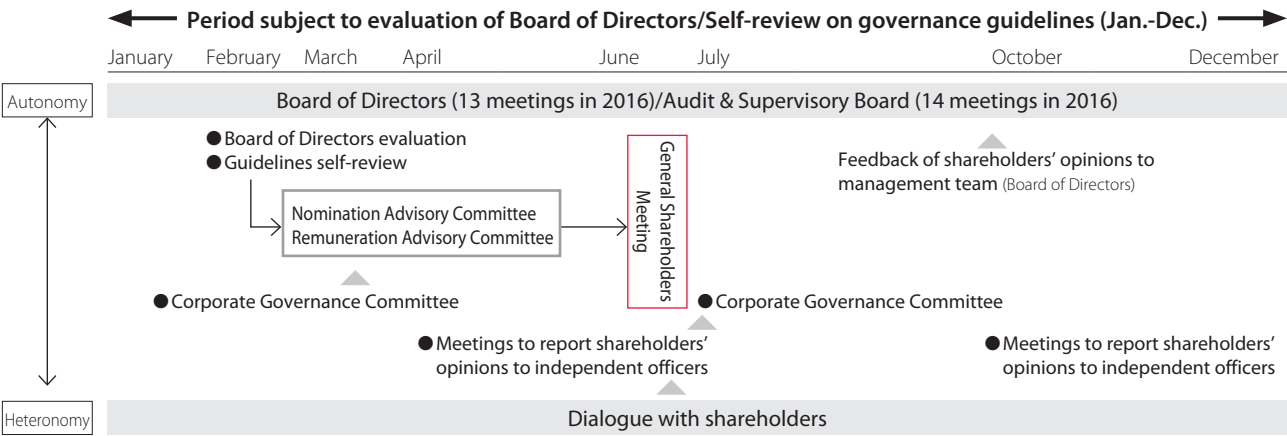 Period subject to evaluation of Board of Directors/Self-review on governance guidelines (Jan.-Dec.)
January February March April June July October December
Autonomy
Board of Directors (13 meetings in 2016)/Audit & Supervisory Board (14 meetings in 2016)
● Board of Directors evaluation
● Guidelines self-review
Nomination Advisory Committee
Remuneration Advisory Committee
General Shareholders
Meeting
Feedback of shareholders’ opinions to
management team (Board of Directors)
● Corporate Governance Committee
● Corporate Governance Committee
● Meetings to report shareholders’
opinions to independent officers
● Meetings to report shareholders’
opinions to independent officers
Heteronomy
Dialogue with shareholders